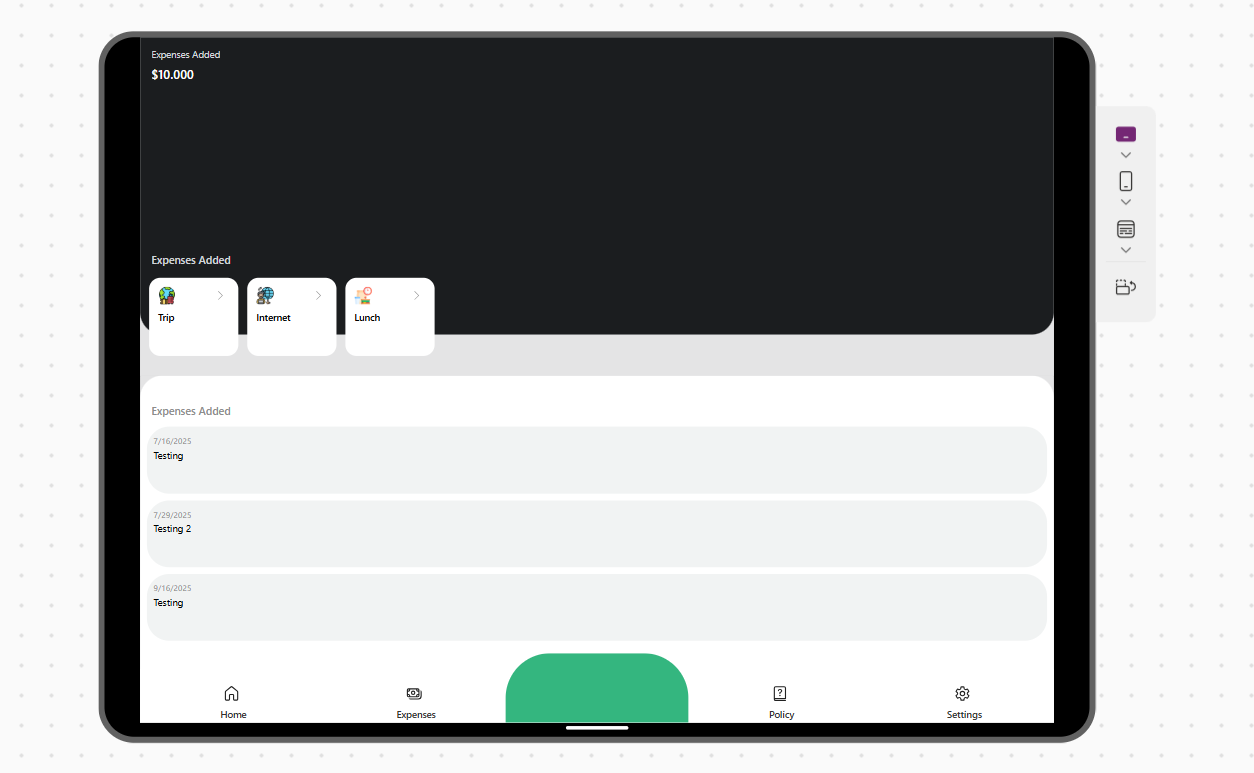 Expenses Added
$10.000
Expenses Added
Trip
Internet
Lunch
Expenses Added
7/16/2025
Testing
7/29/2025
Testing 2
9/16/2025
Testing
Home
Expenses
Policy
Settings